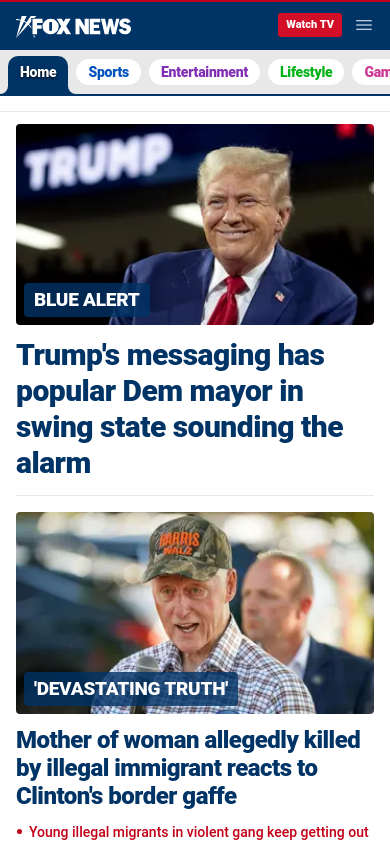 FOX NEWS
Watch TV
Home
Sports
Entertainment
Lifestyle
Gam
TRUMP
BLUE ALERT
Trump's messaging has
popular Dem mayor in
swing state sounding the
alarm
HARRIS
WALZ
'DEVASTATING TRUTH'
Mother of woman allegedly killed
by illegal immigrant reacts to
Clinton's border gaffe
Young illegal migrants in violent gang keep getting out